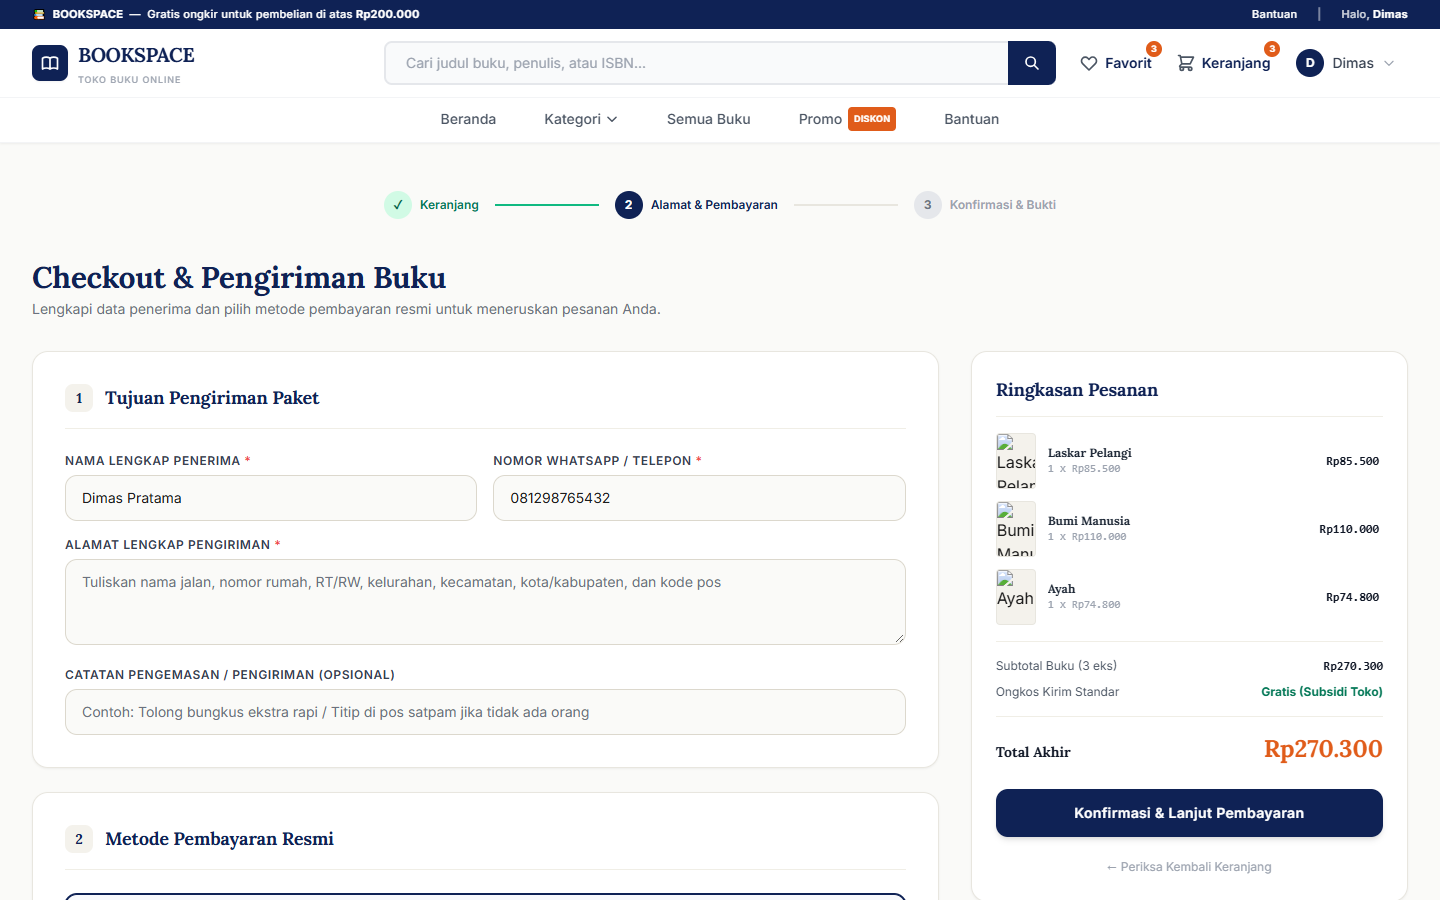 BOOKSPACE — Gratis ongkir untuk pembelian di atas Rp200.000
Bantuan | Halo, Dimas
BOOKSPACE
TOKO BUKU ONLINE
Cari judul buku, penulis, atau ISBN...
Favorit 3
Keranjang 3
D Dimas
Beranda
Kategori
Semua Buku
Promo DISKON
Bantuan
✓ Keranjang
2 Alamat & Pembayaran
3 Konfirmasi & Bukti
Checkout & Pengiriman Buku
Lengkapi data penerima dan pilih metode pembayaran resmi untuk meneruskan pesanan Anda.
1 Tujuan Pengiriman Paket
NAMA LENGKAP PENERIMA *
Dimas Pratama
NOMOR WHATSAPP / TELEPON *
081298765432
ALAMAT LENGKAP PENGIRIMAN *
Tuliskan nama jalan, nomor rumah, RT/RW, kelurahan, kecamatan, kota/kabupaten, dan kode pos
CATATAN PENGEMASAN / PENGIRIMAN (OPSIONAL)
Contoh: Tolong bungkus ekstra rapi / Titip di pos satpam jika tidak ada orang
2 Metode Pembayaran Resmi
Ringkasan Pesanan
Laskar Pelangi
1 x Rp85.500
Rp85.500
Bumi
Bumi Manusia
1 x Rp110.000
Rp110.000
Ayah
Ayah
1 x Rp74.800
Rp74.800
Subtotal Buku (3 eks) Rp270.300
Ongkos Kirim Standar Gratis (Subsidi Toko)
Total Akhir Rp270.300
Konfirmasi & Lanjut Pembayaran
← Periksa Kembali Keranjang